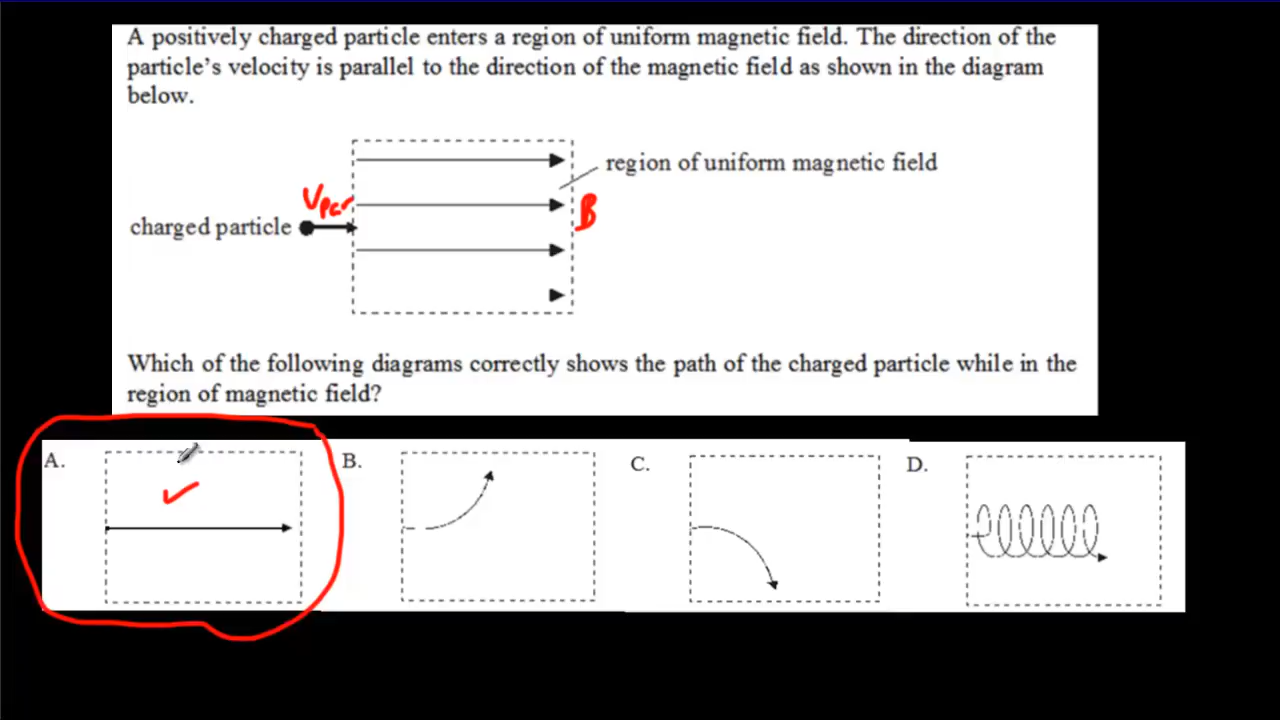 A positively charged particle enters a region of uniform magnetic field. The direction of the
particle's velocity is parallel to the direction of the magnetic field as shown in the diagram
below.
region of uniform magnetic field
Vpar
B
charged particle
Which of the following diagrams correctly shows the path of the charged particle while in the
region of magnetic field?
A.
B.
C.
D.